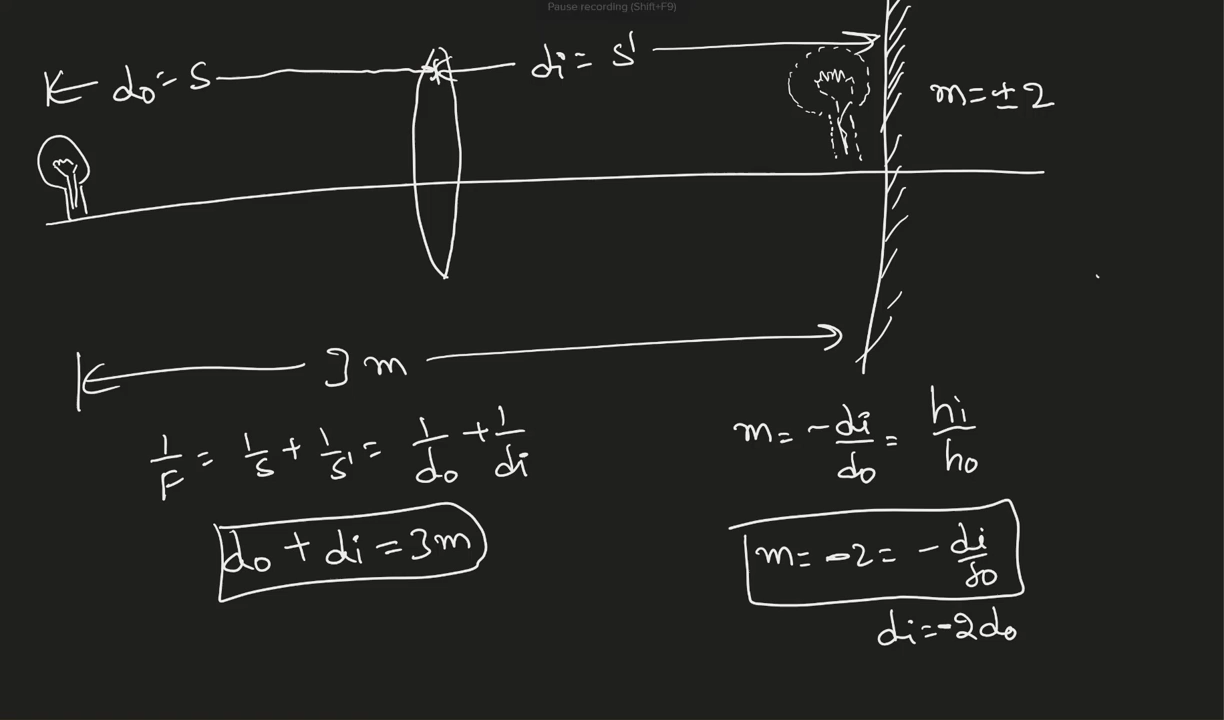 Pause recording (Shift+F9)
do = S
di = S'
m = ± 2
3 m
1/F = 1/S + 1/S' = 1/do + 1/di
m = -di/do = hi/ho
do + di = 3m
m = -2 = -di/do
di = -2do